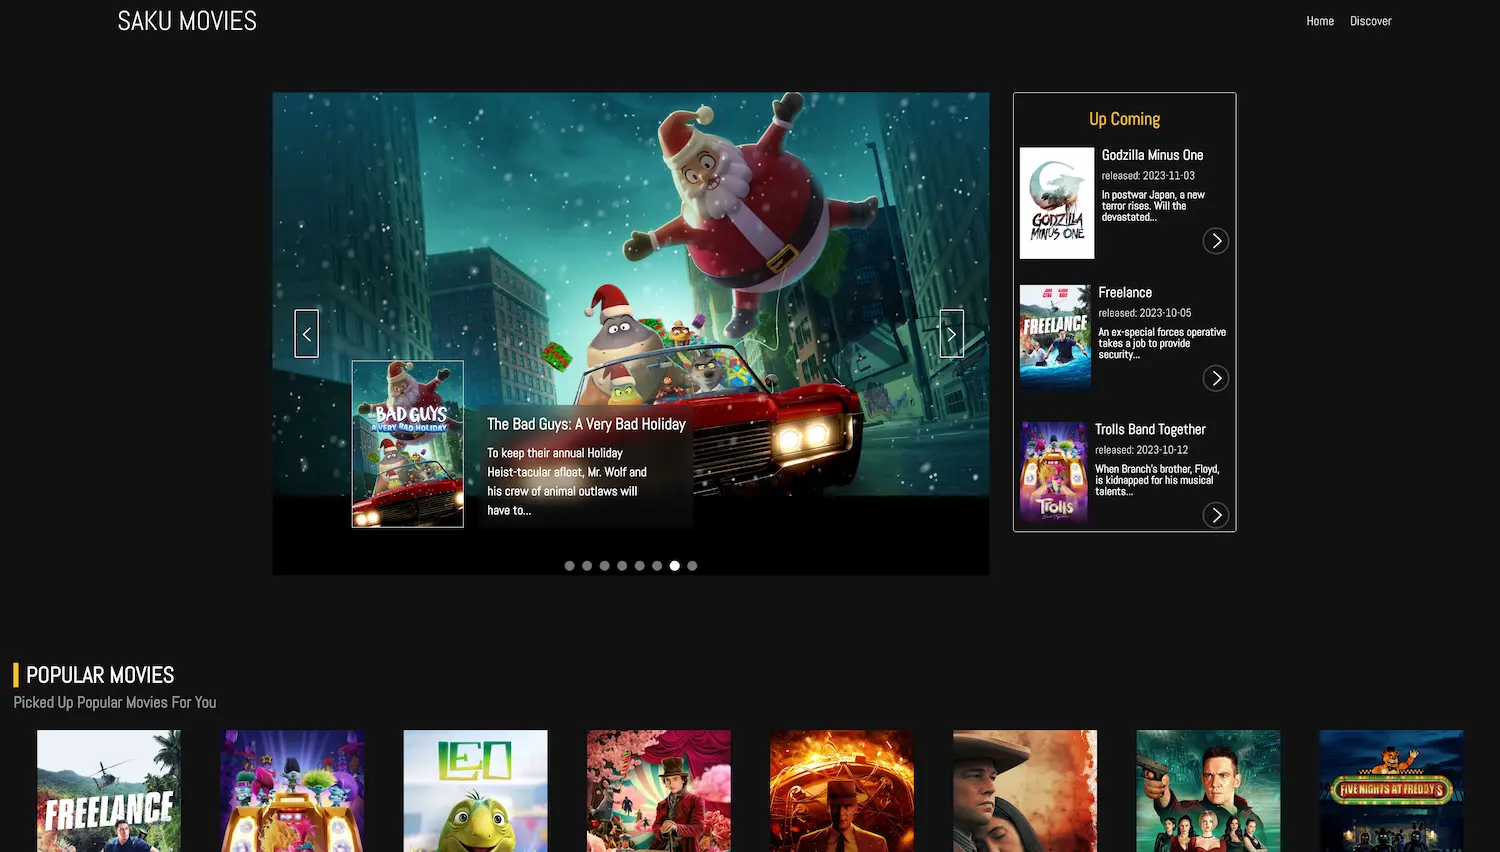 SAKU MOVIES
Home Discover
BAD GUYS
A VERY BAD HOLIDAY
The Bad Guys: A Very Bad Holiday
To keep their annual Holiday
Heist-tacular afloat, Mr. Wolf and
his crew of animal outlaws will
have to...
Up Coming
GODZILLA
MINUS ONE
Godzilla Minus One
released: 2023-11-03
In postwar Japan, a new
terror rises. Will the
devastated...
FREELANCE
Freelance
released: 2023-10-05
An ex-special forces operative
takes a job to provide
security...
Trolls
Trolls Band Together
released: 2023-10-12
When Branch's brother, Floyd,
is kidnapped for his musical
talents...
POPULAR MOVIES
Picked Up Popular Movies For You
FREELANCE
LEO
FIVE NIGHTS AT FREDDY'S